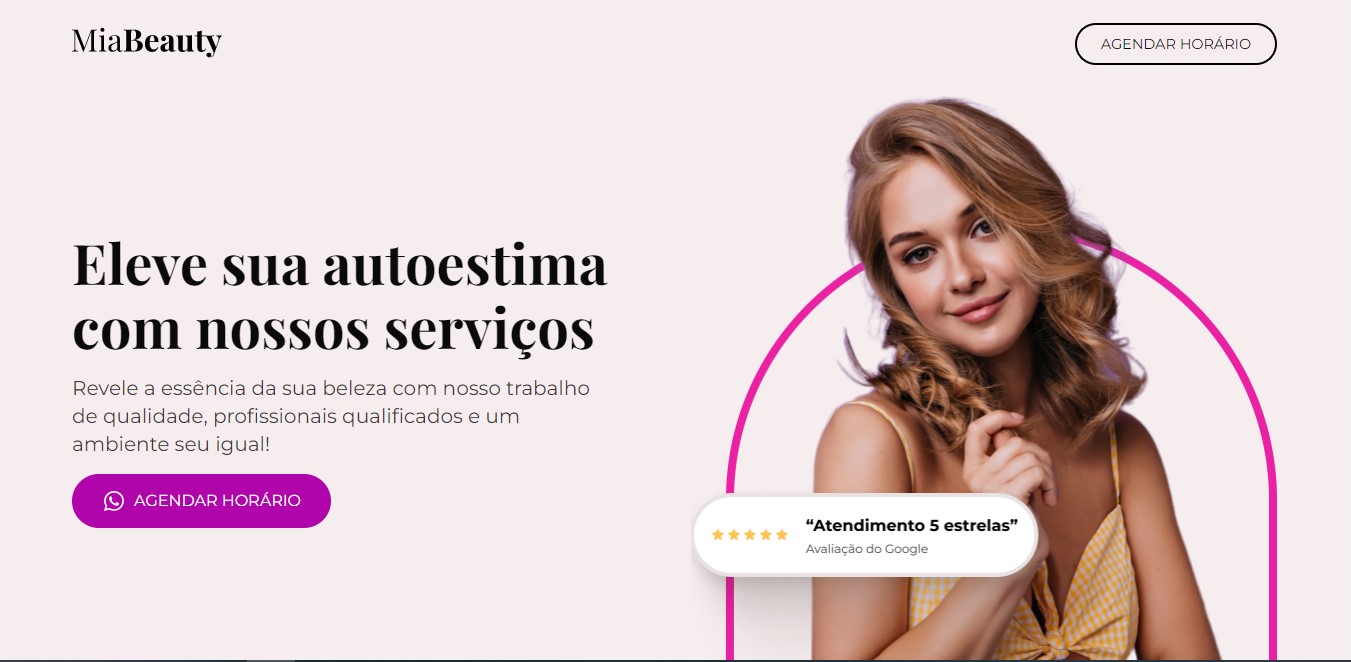 MiaBeauty
AGENDAR HORÁRIO
Eleve sua autoestima
com nossos serviços
Revele a essência da sua beleza com nosso trabalho
de qualidade, profissionais qualificados e um
ambiente seu igual!
AGENDAR HORÁRIO
“Atendimento 5 estrelas”
Avaliação do Google